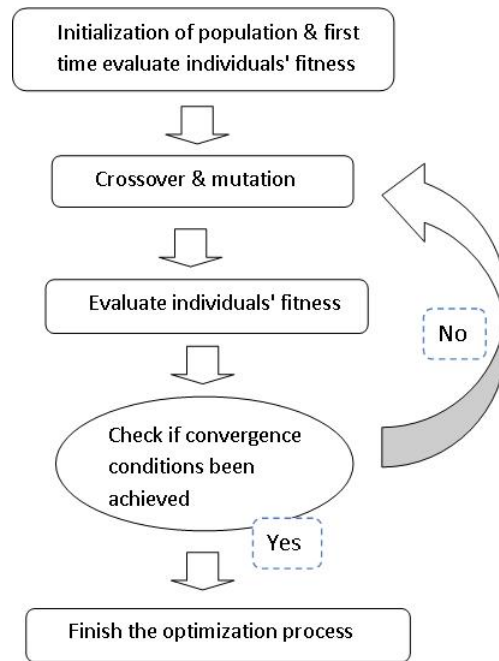 Initialization of population & first
time evaluate individuals' fitness
Crossover & mutation
Evaluate individuals' fitness
No
Check if convergence
conditions been
achieved
Yes
Finish the optimization process